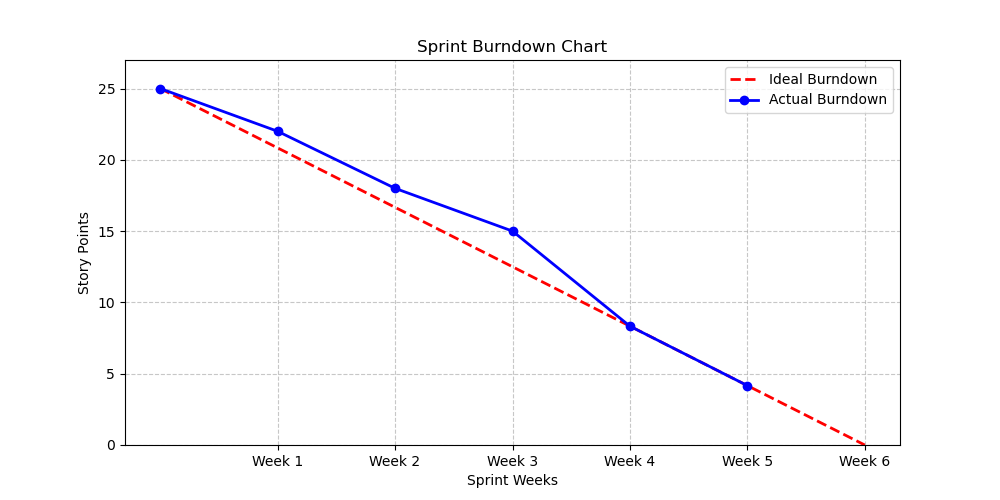 Sprint Burndown Chart
Ideal Burndown
Actual Burndown
25
20
15
10
5
0
Story Points
Week 1 Week 2 Week 3 Week 4 Week 5 Week 6
Sprint Weeks